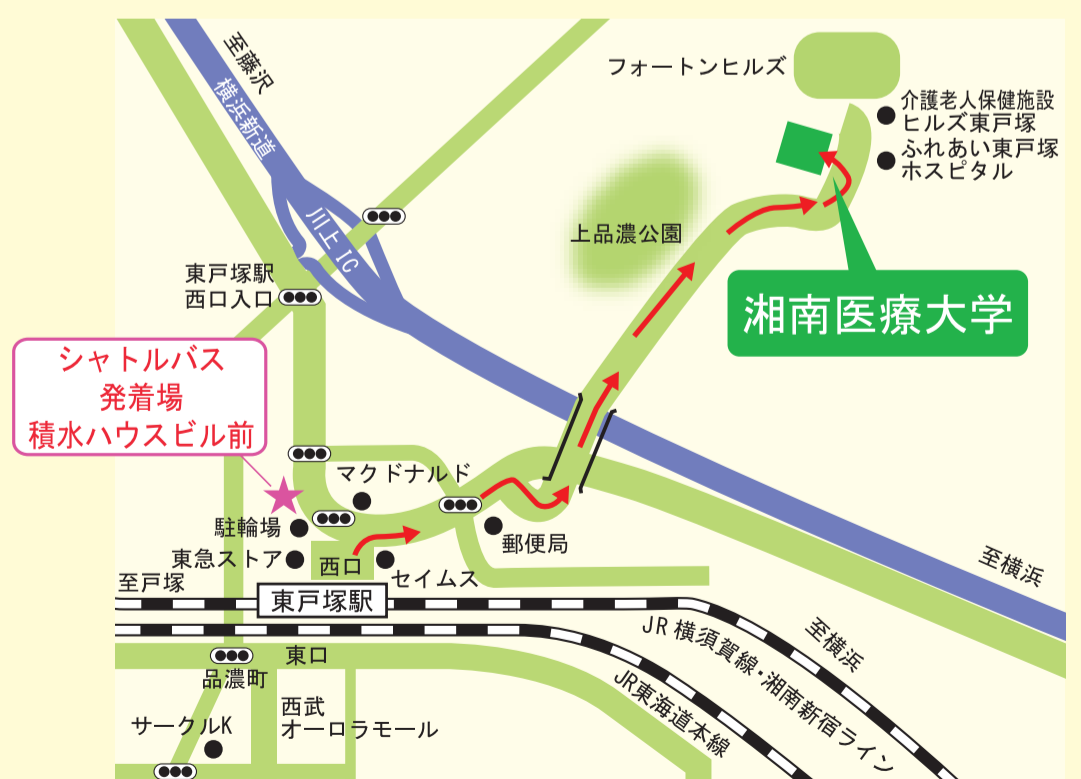 至藤沢
横浜新道
フォートンヒルズ
介護老人保健施設
ヒルズ東戸塚
ふれあい東戸塚
ホスピタル
川上IC
上品濃公園
東戸塚駅
西口入口
湘南医療大学
シャトルバス
発着場
積水ハウスビル前
マクドナルド
駐輪場
郵便局
東急ストア
西口
セイムス
至横浜
至戸塚
東戸塚駅
至横浜
JR横須賀線・湘南新宿ライン
JR東海道本線
東口
品濃町
西武
オーロラモール
サークルK